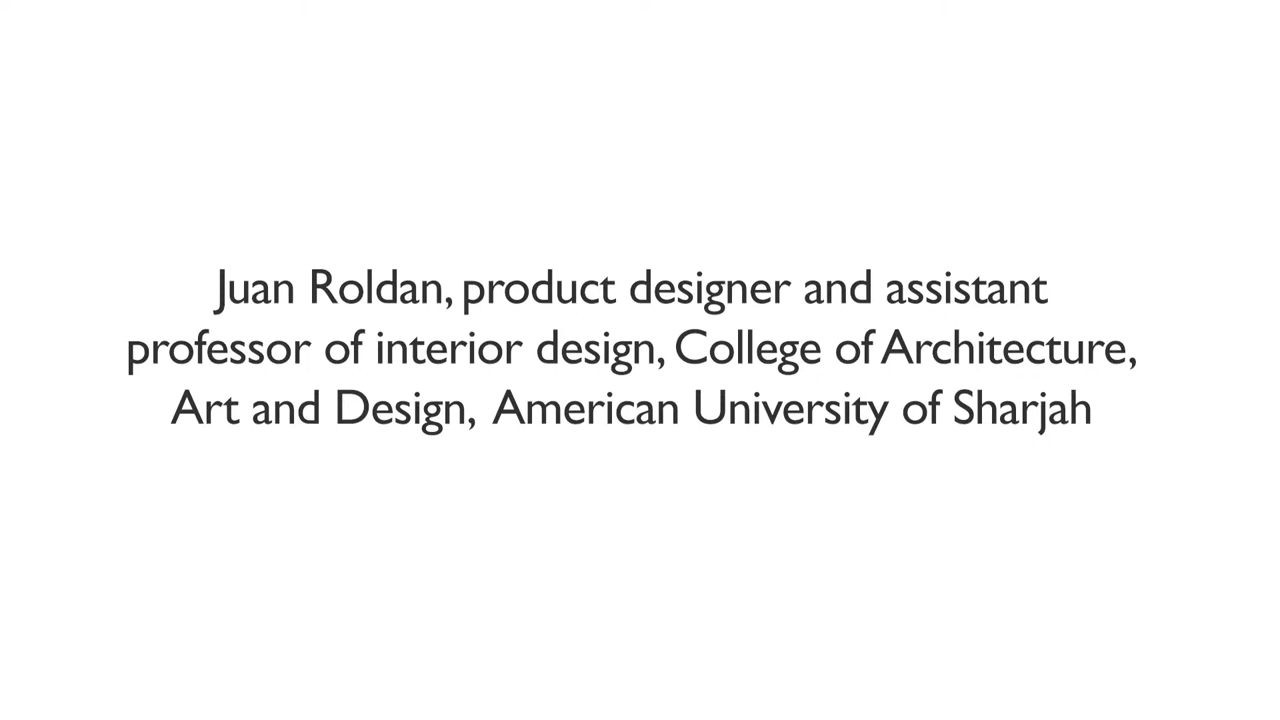 Juan Roldan, product designer and assistant
professor of interior design, College of Architecture,
Art and Design, American University of Sharjah